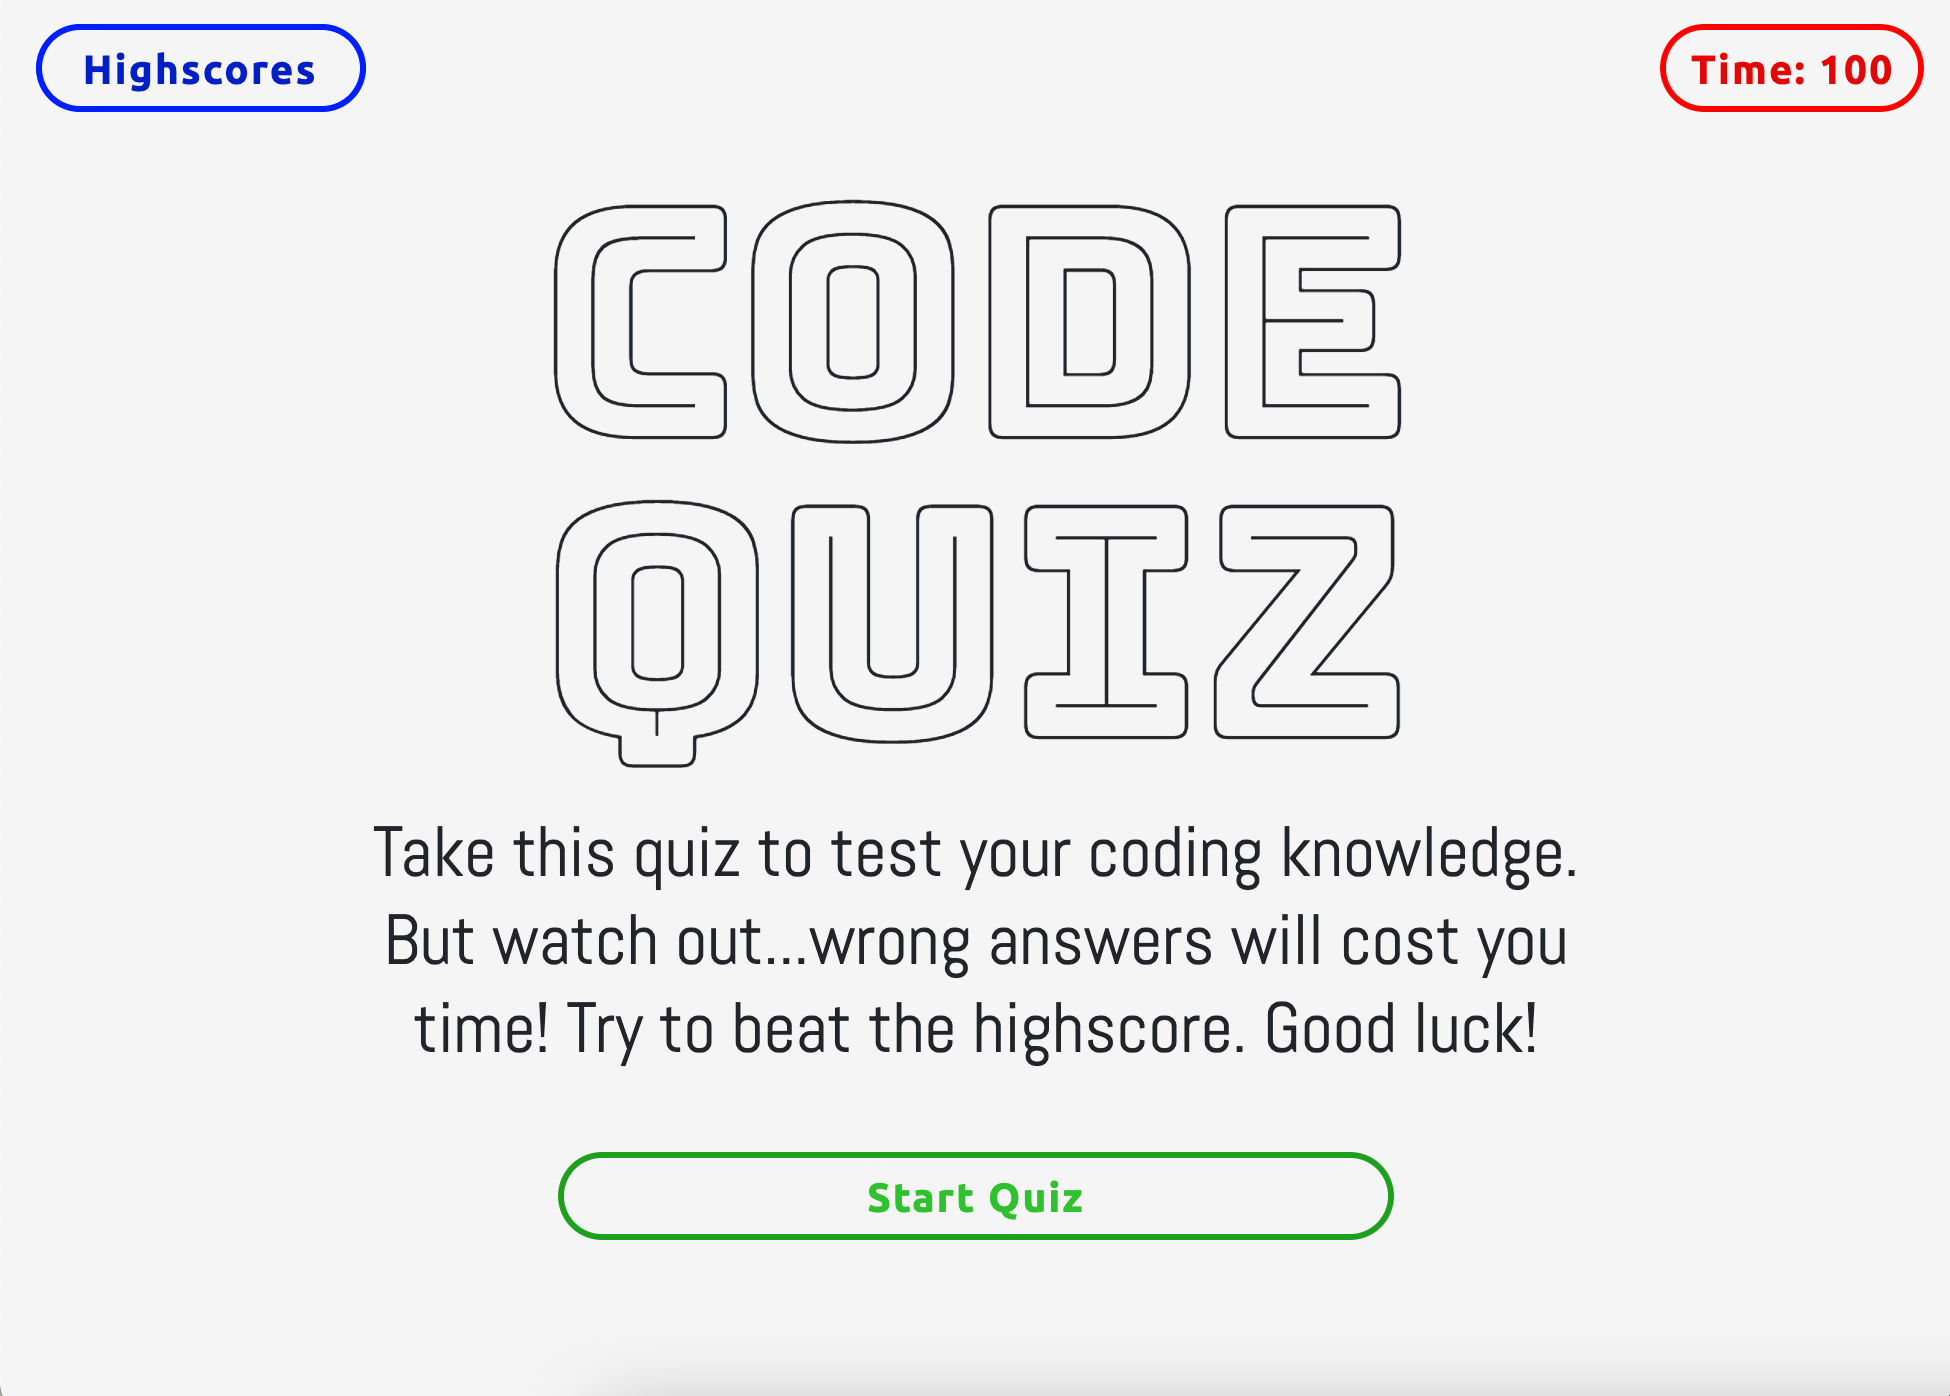 Highscores
Time: 100
CODE
QUIZ
Take this quiz to test your coding knowledge.
But watch out...wrong answers will cost you
time! Try to beat the highscore. Good luck!
Start Quiz